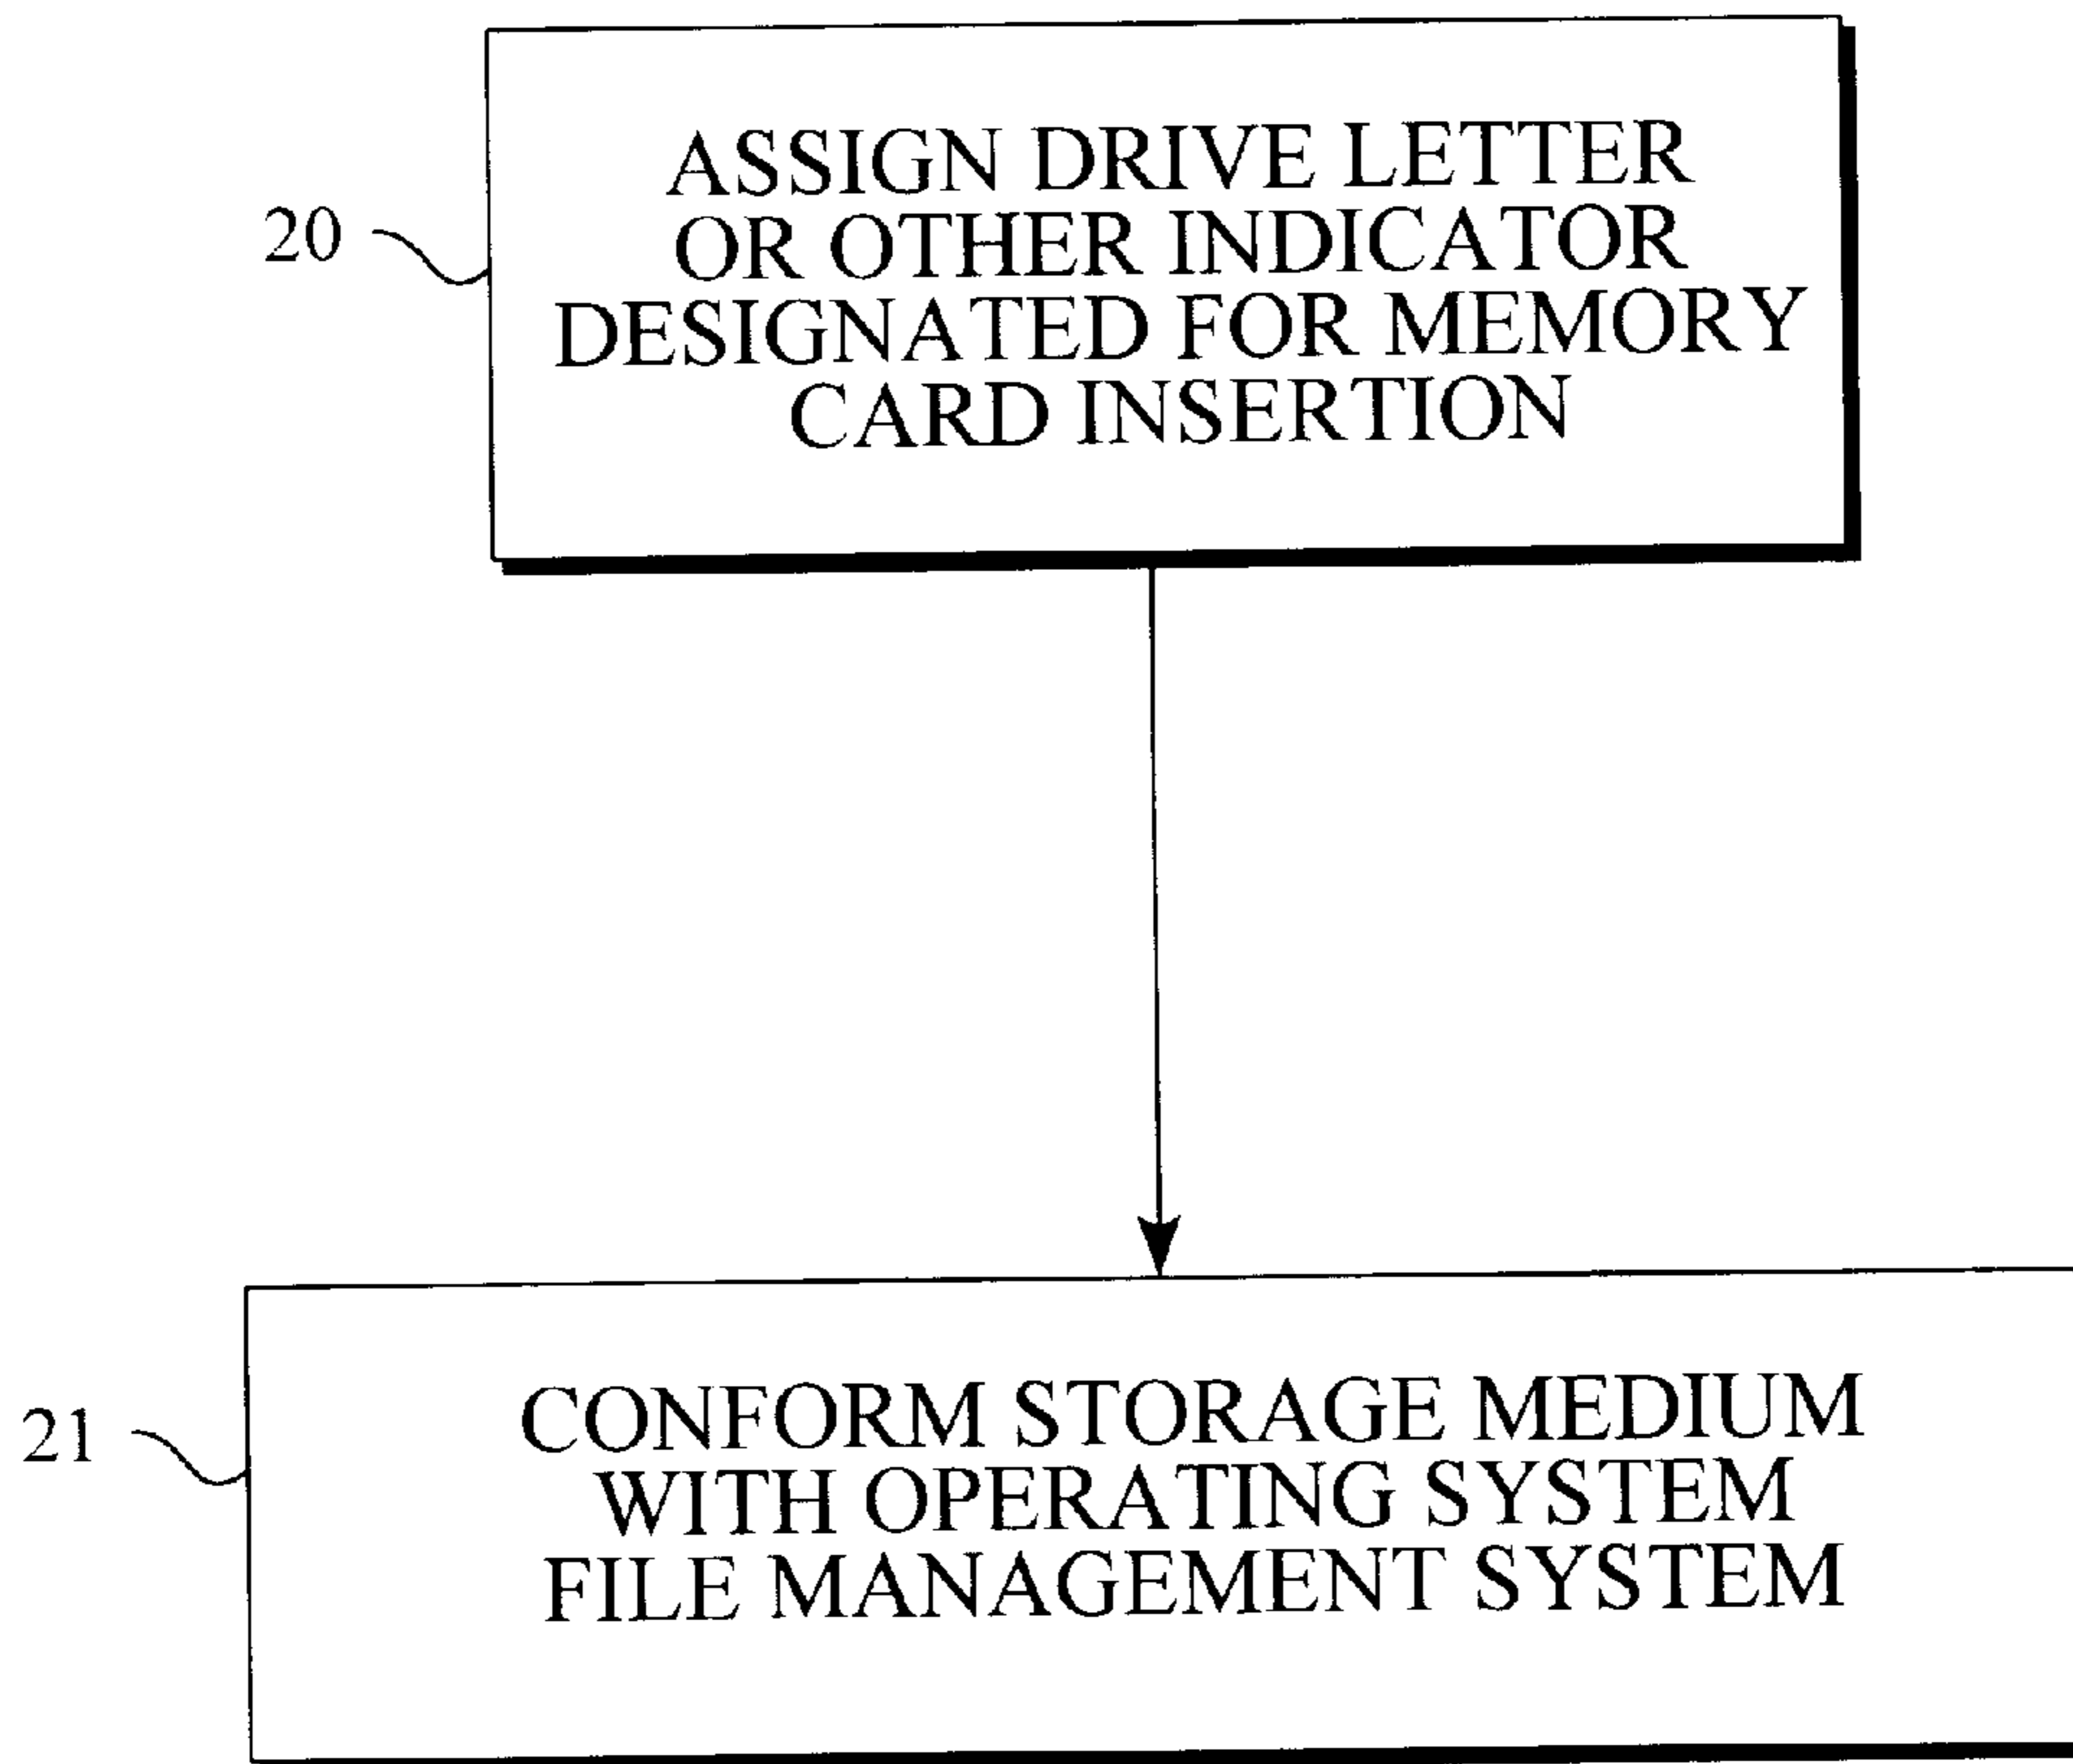 ASSIGN DRIVE LETTER
OR OTHER INDICATOR
DESIGNATED FOR MEMORY
CARD INSERTION
20
CONFORM STORAGE MEDIUM
WITH OPERATING SYSTEM
FILE MANAGEMENT SYSTEM
21